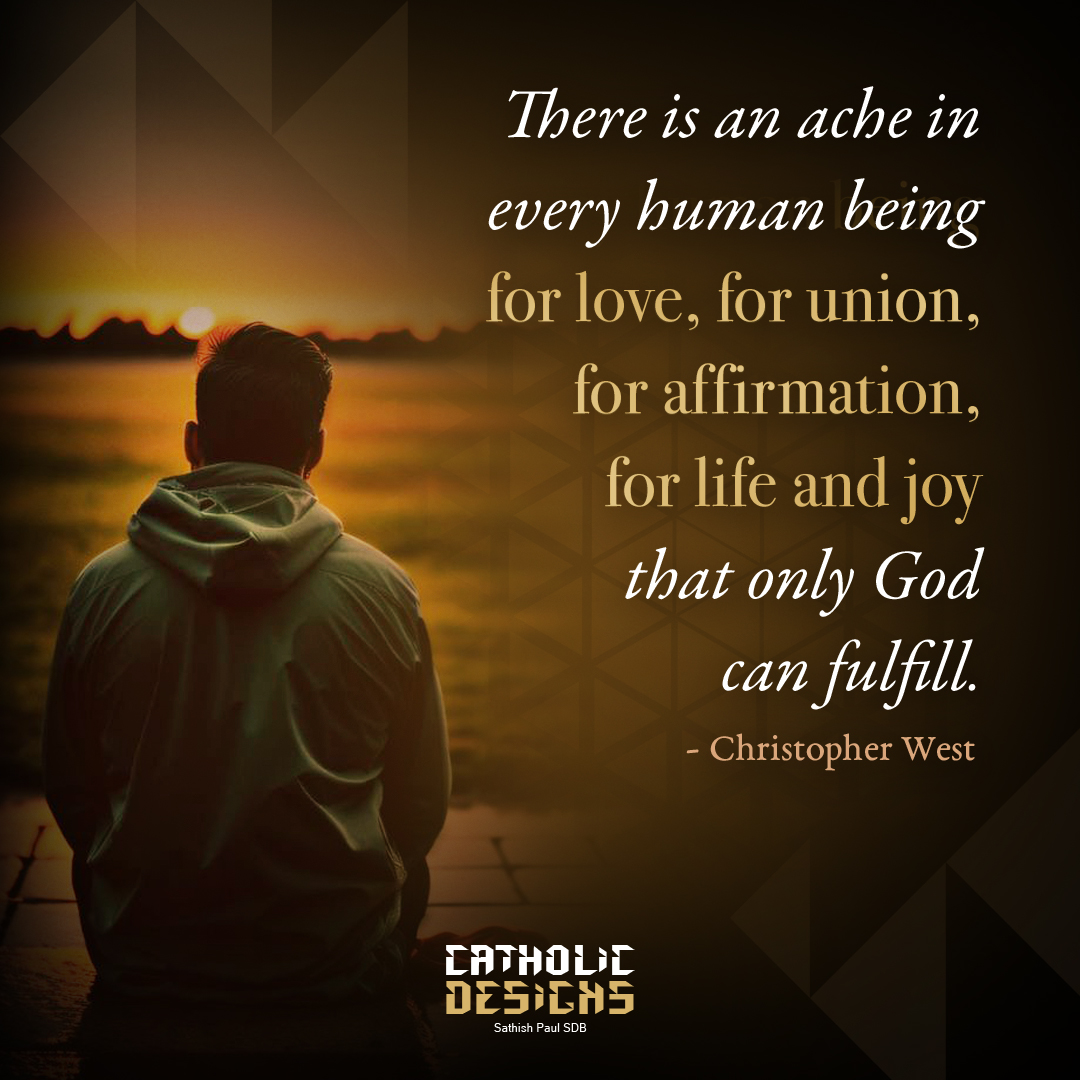 There is an ache in
every human being
for love, for union,
for affirmation,
for life and joy
that only God
can fulfill.
- Christopher West
CATHOLIC
DESIGNS
Sathish Paul SDB